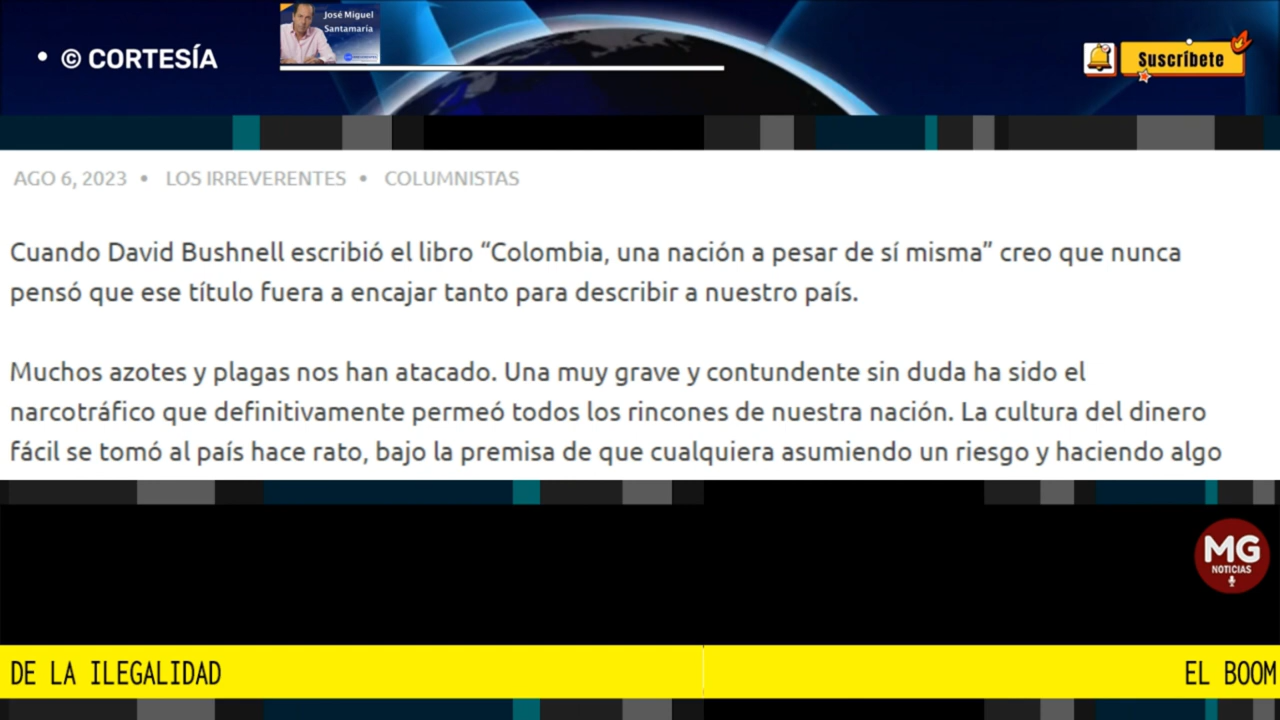 • © CORTESÍA
José Miguel
Santamaría
Suscríbete
AGO 6, 2023 • LOS IRREVERENTES • COLUMNISTAS
Cuando David Bushnell escribió el libro “Colombia, una nación a pesar de sí misma” creo que nunca
pensó que ese título fuera a encajar tanto para describir a nuestro país.
Muchos azotes y plagas nos han atacado. Una muy grave y contundente sin duda ha sido el
narcotráfico que definitivamente permeó todos los rincones de nuestra nación. La cultura del dinero
fácil se tomó al país hace rato, bajo la premisa de que cualquiera asumiendo un riesgo y haciendo algo
MG
NOTICIAS
DE LA ILEGALIDAD
EL BOOM